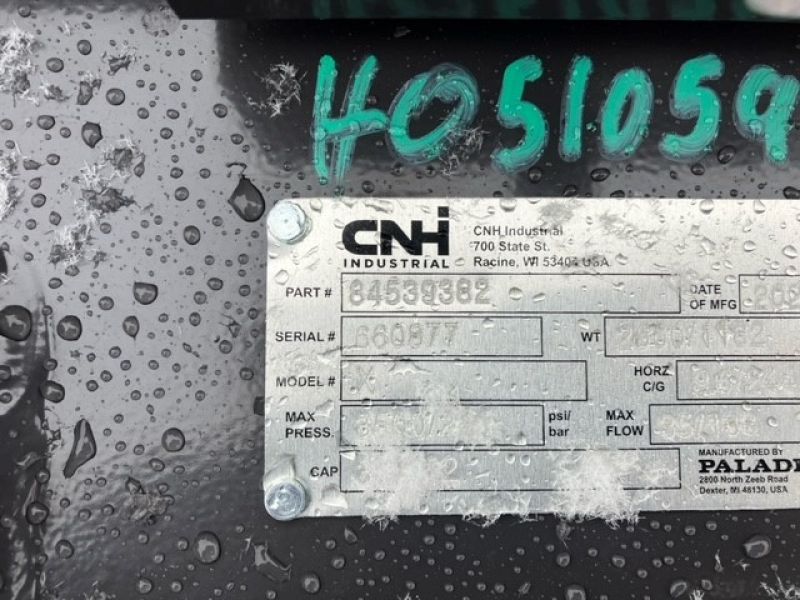 H051059
CNH
INDUSTRIAL
CNH Industrial
700 State St.
Racine, WI 53404 USA
PART # 84539382
DATE OF MFG
SERIAL # 660877
WT
MODEL # X
HORZ C/G
MAX PRESS.
psi/bar
MAX FLOW
CAP
MANUFACTURED BY
2800 North Zeeb Road
Dexter, MI 48130, USA